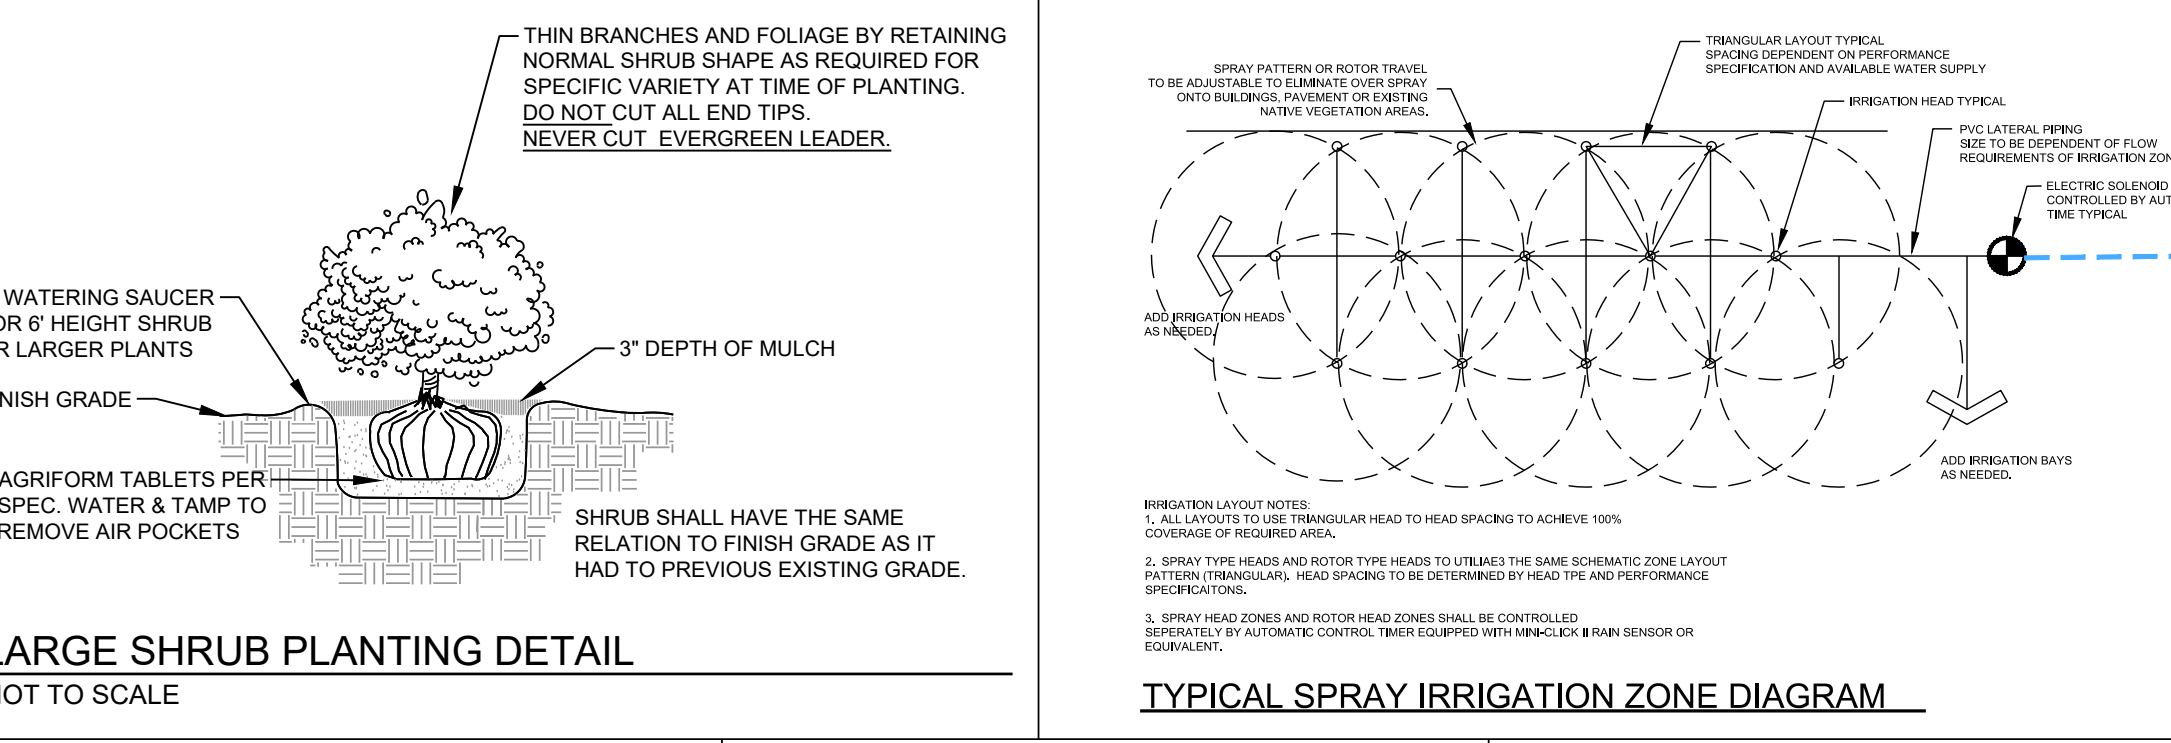 THIN BRANCHES AND FOLIAGE BY RETAINING
NORMAL SHRUB SHAPE AS REQUIRED FOR
SPECIFIC VARIETY AT TIME OF PLANTING.
DO NOT CUT ALL END TIPS.
NEVER CUT EVERGREEN LEADER.
WATERING SAUCER
OR 6' HEIGHT SHRUB
R LARGER PLANTS
3" DEPTH OF MULCH
NISH GRADE
AGRIFORM TABLETS PER
SPEC. WATER & TAMP TO
REMOVE AIR POCKETS
SHRUB SHALL HAVE THE SAME
RELATION TO FINISH GRADE AS IT
HAD TO PREVIOUS EXISTING GRADE.
LARGE SHRUB PLANTING DETAIL
NOT TO SCALE
SPRAY PATTERN OR ROTOR TRAVEL
TO BE ADJUSTABLE TO ELIMINATE OVER SPRAY
ONTO BUILDINGS, PAVEMENT OR EXISTING
NATIVE VEGETATION AREAS.
TRIANGULAR LAYOUT TYPICAL
SPACING DEPENDENT ON PERFORMANCE
SPECIFICATION AND AVAILABLE WATER SUPPLY
IRRIGATION HEAD TYPICAL
PVC LATERAL PIPING
SIZE TO BE DEPENDENT OF FLOW
REQUIREMENTS OF IRRIGATION ZON
ELECTRIC SOLENOID
CONTROLLED BY AUT
TIME TYPICAL
ADD IRRIGATION HEADS
AS NEEDED.
ADD IRRIGATION BAYS
AS NEEDED.
IRRIGATION LAYOUT NOTES:
1. ALL LAYOUTS TO USE TRIANGULAR HEAD TO HEAD SPACING TO ACHIEVE 100%
COVERAGE OF REQUIRED AREA.
2. SPRAY TYPE HEADS AND ROTOR TYPE HEADS TO UTILIAE3 THE SAME SCHEMATIC ZONE LAYOUT
PATTERN (TRIANGULAR). HEAD SPACING TO BE DETERMINED BY HEAD TPE AND PERFORMANCE
SPECIFICAITONS.
3. SPRAY HEAD ZONES AND ROTOR HEAD ZONES SHALL BE CONTROLLED
SEPERATELY BY AUTOMATIC CONTROL TIMER EQUIPPED WITH MINI-CLICK II RAIN SENSOR OR
EQUIVALENT.
TYPICAL SPRAY IRRIGATION ZONE DIAGRAM